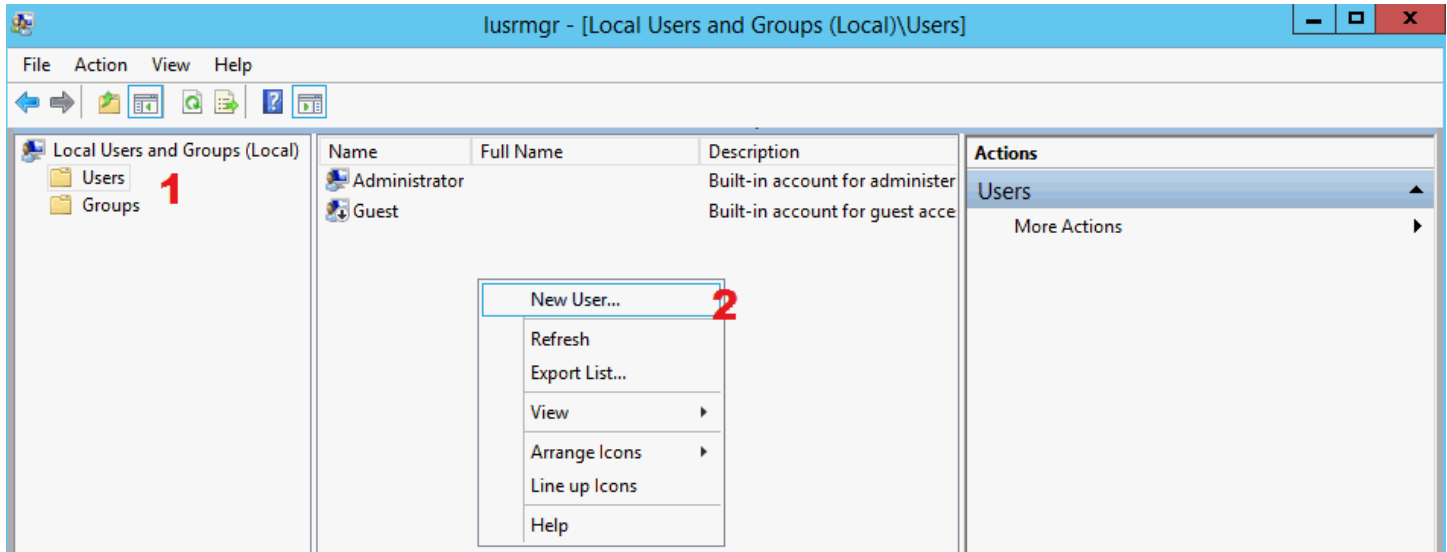 lusrmgr - [Local Users and Groups (Local)\Users]
File Action View Help
Local Users and Groups (Local)
Users
Groups
1
Name Full Name Description
Administrator Built-in account for administer
Guest Built-in account for guest acce
New User...
2
Refresh
Export List...
View
Arrange Icons
Line up Icons
Help
Actions
Users
More Actions